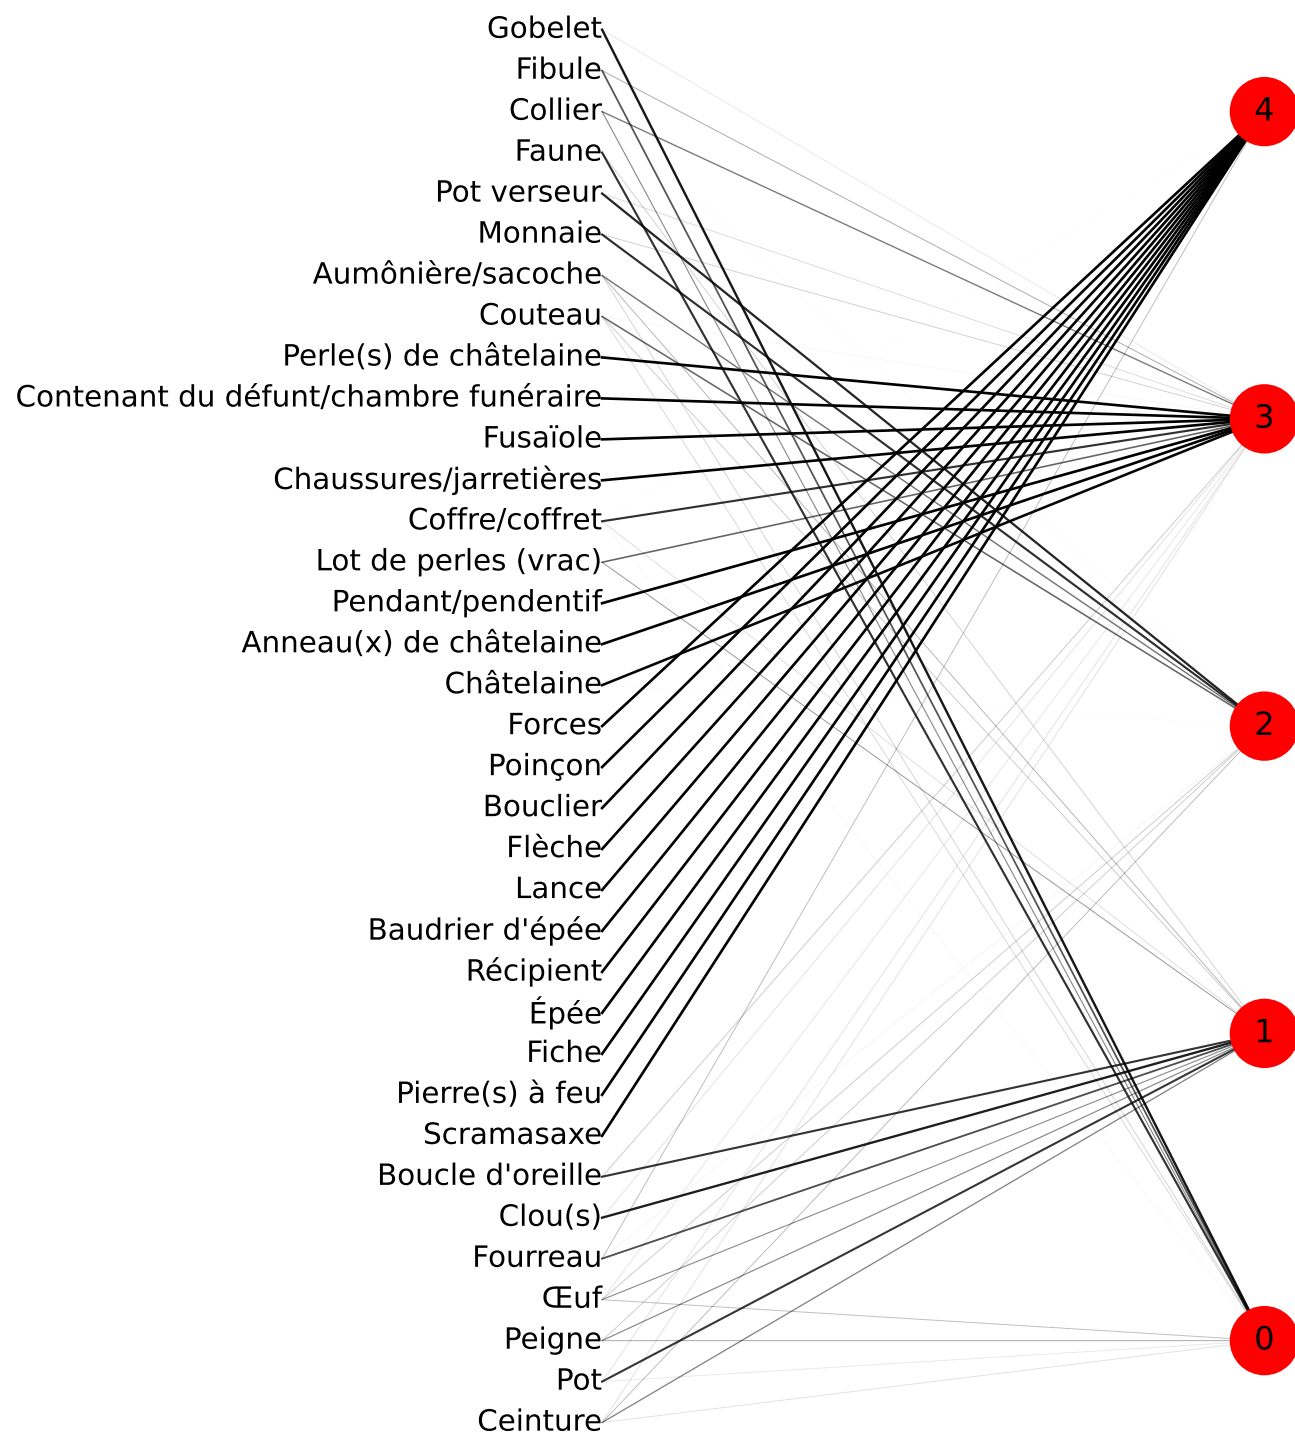 Gobelet
Fibule
Collier
Faune
Pot verseur
Monnaie
Aumônière/sacoche
Couteau
Perle(s) de châtelaine
Contenant du défunt/chambre funéraire
Fusaïole
Chaussures/jarretières
Coffre/coffret
Lot de perles (vrac)
Pendant/pendentif
Anneau(x) de châtelaine
Châtelaine
Forces
Poinçon
Bouclier
Flèche
Lance
Baudrier d'épée
Récipient
Épée
Fiche
Pierre(s) à feu
Scramasaxe
Boucle d'oreille
Clou(s)
Fourreau
Œuf
Peigne
Pot
Ceinture
4
3
2
1
0